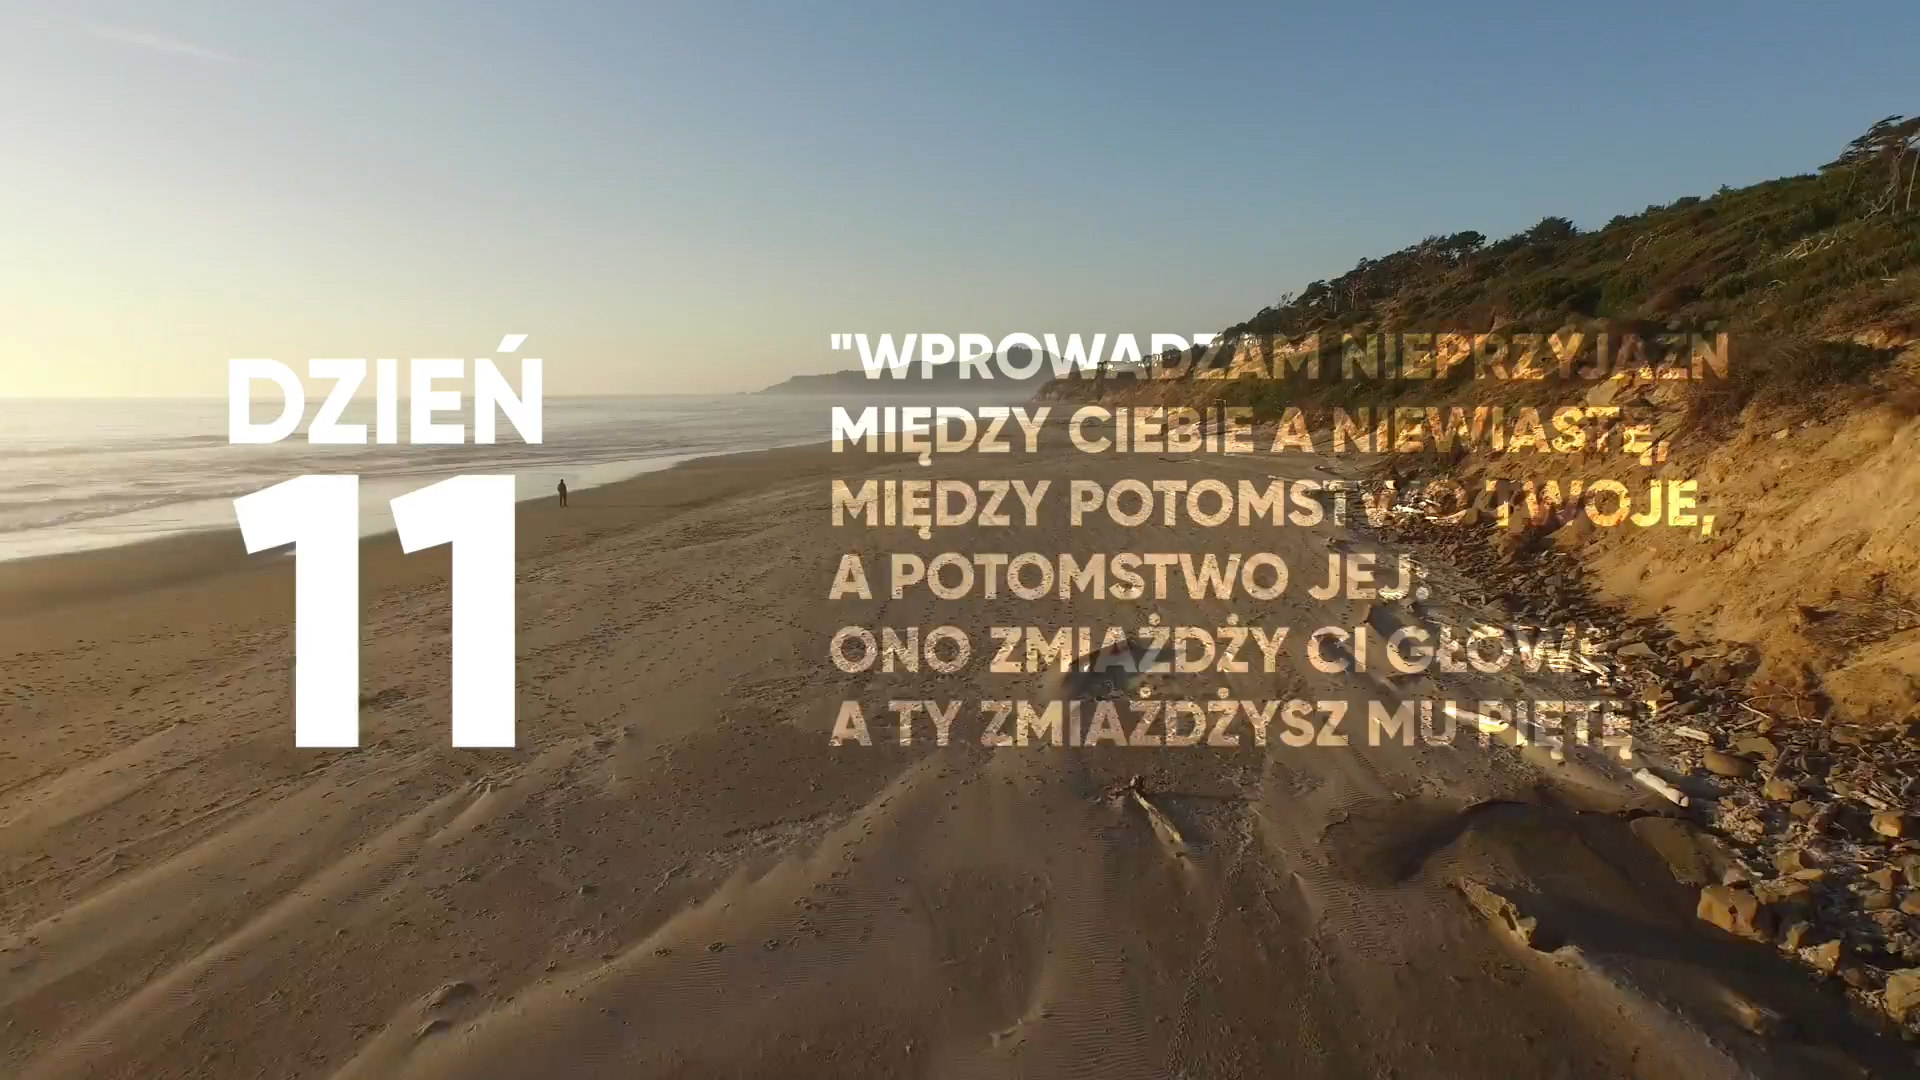 DZIEŃ
11
"WPROWADZAM NIEPRZYJAŹŃ
MIĘDZY CIEBIE A NIEWIASTĘ,
MIĘDZY POTOMSTWO TWOJE,
A POTOMSTWO JEJ:
ONO ZMIAŻDŻY CI GŁOWĘ,
A TY ZMIAŻDŻYSZ MU PIĘTĘ"